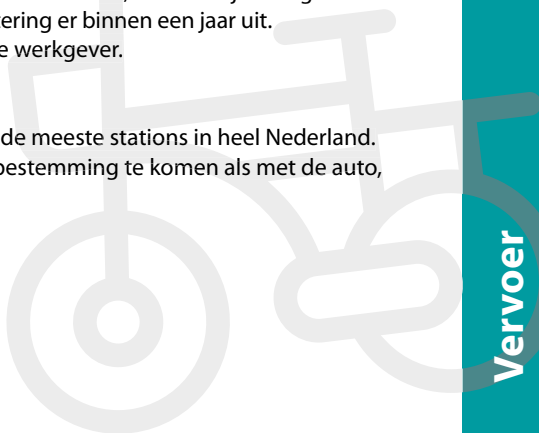 tering er binnen een jaar uit.
e werkgever.
de meeste stations in heel Nederland.
bestemming te komen als met de auto,
Vervoer